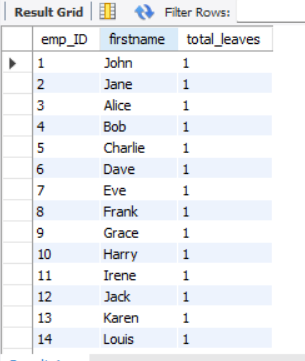 Result Grid Filter Rows:
emp_ID firstname total_leaves
1 John 1
2 Jane 1
3 Alice 1
4 Bob 1
5 Charlie 1
6 Dave 1
7 Eve 1
8 Frank 1
9 Grace 1
10 Harry 1
11 Irene 1
12 Jack 1
13 Karen 1
14 Louis 1